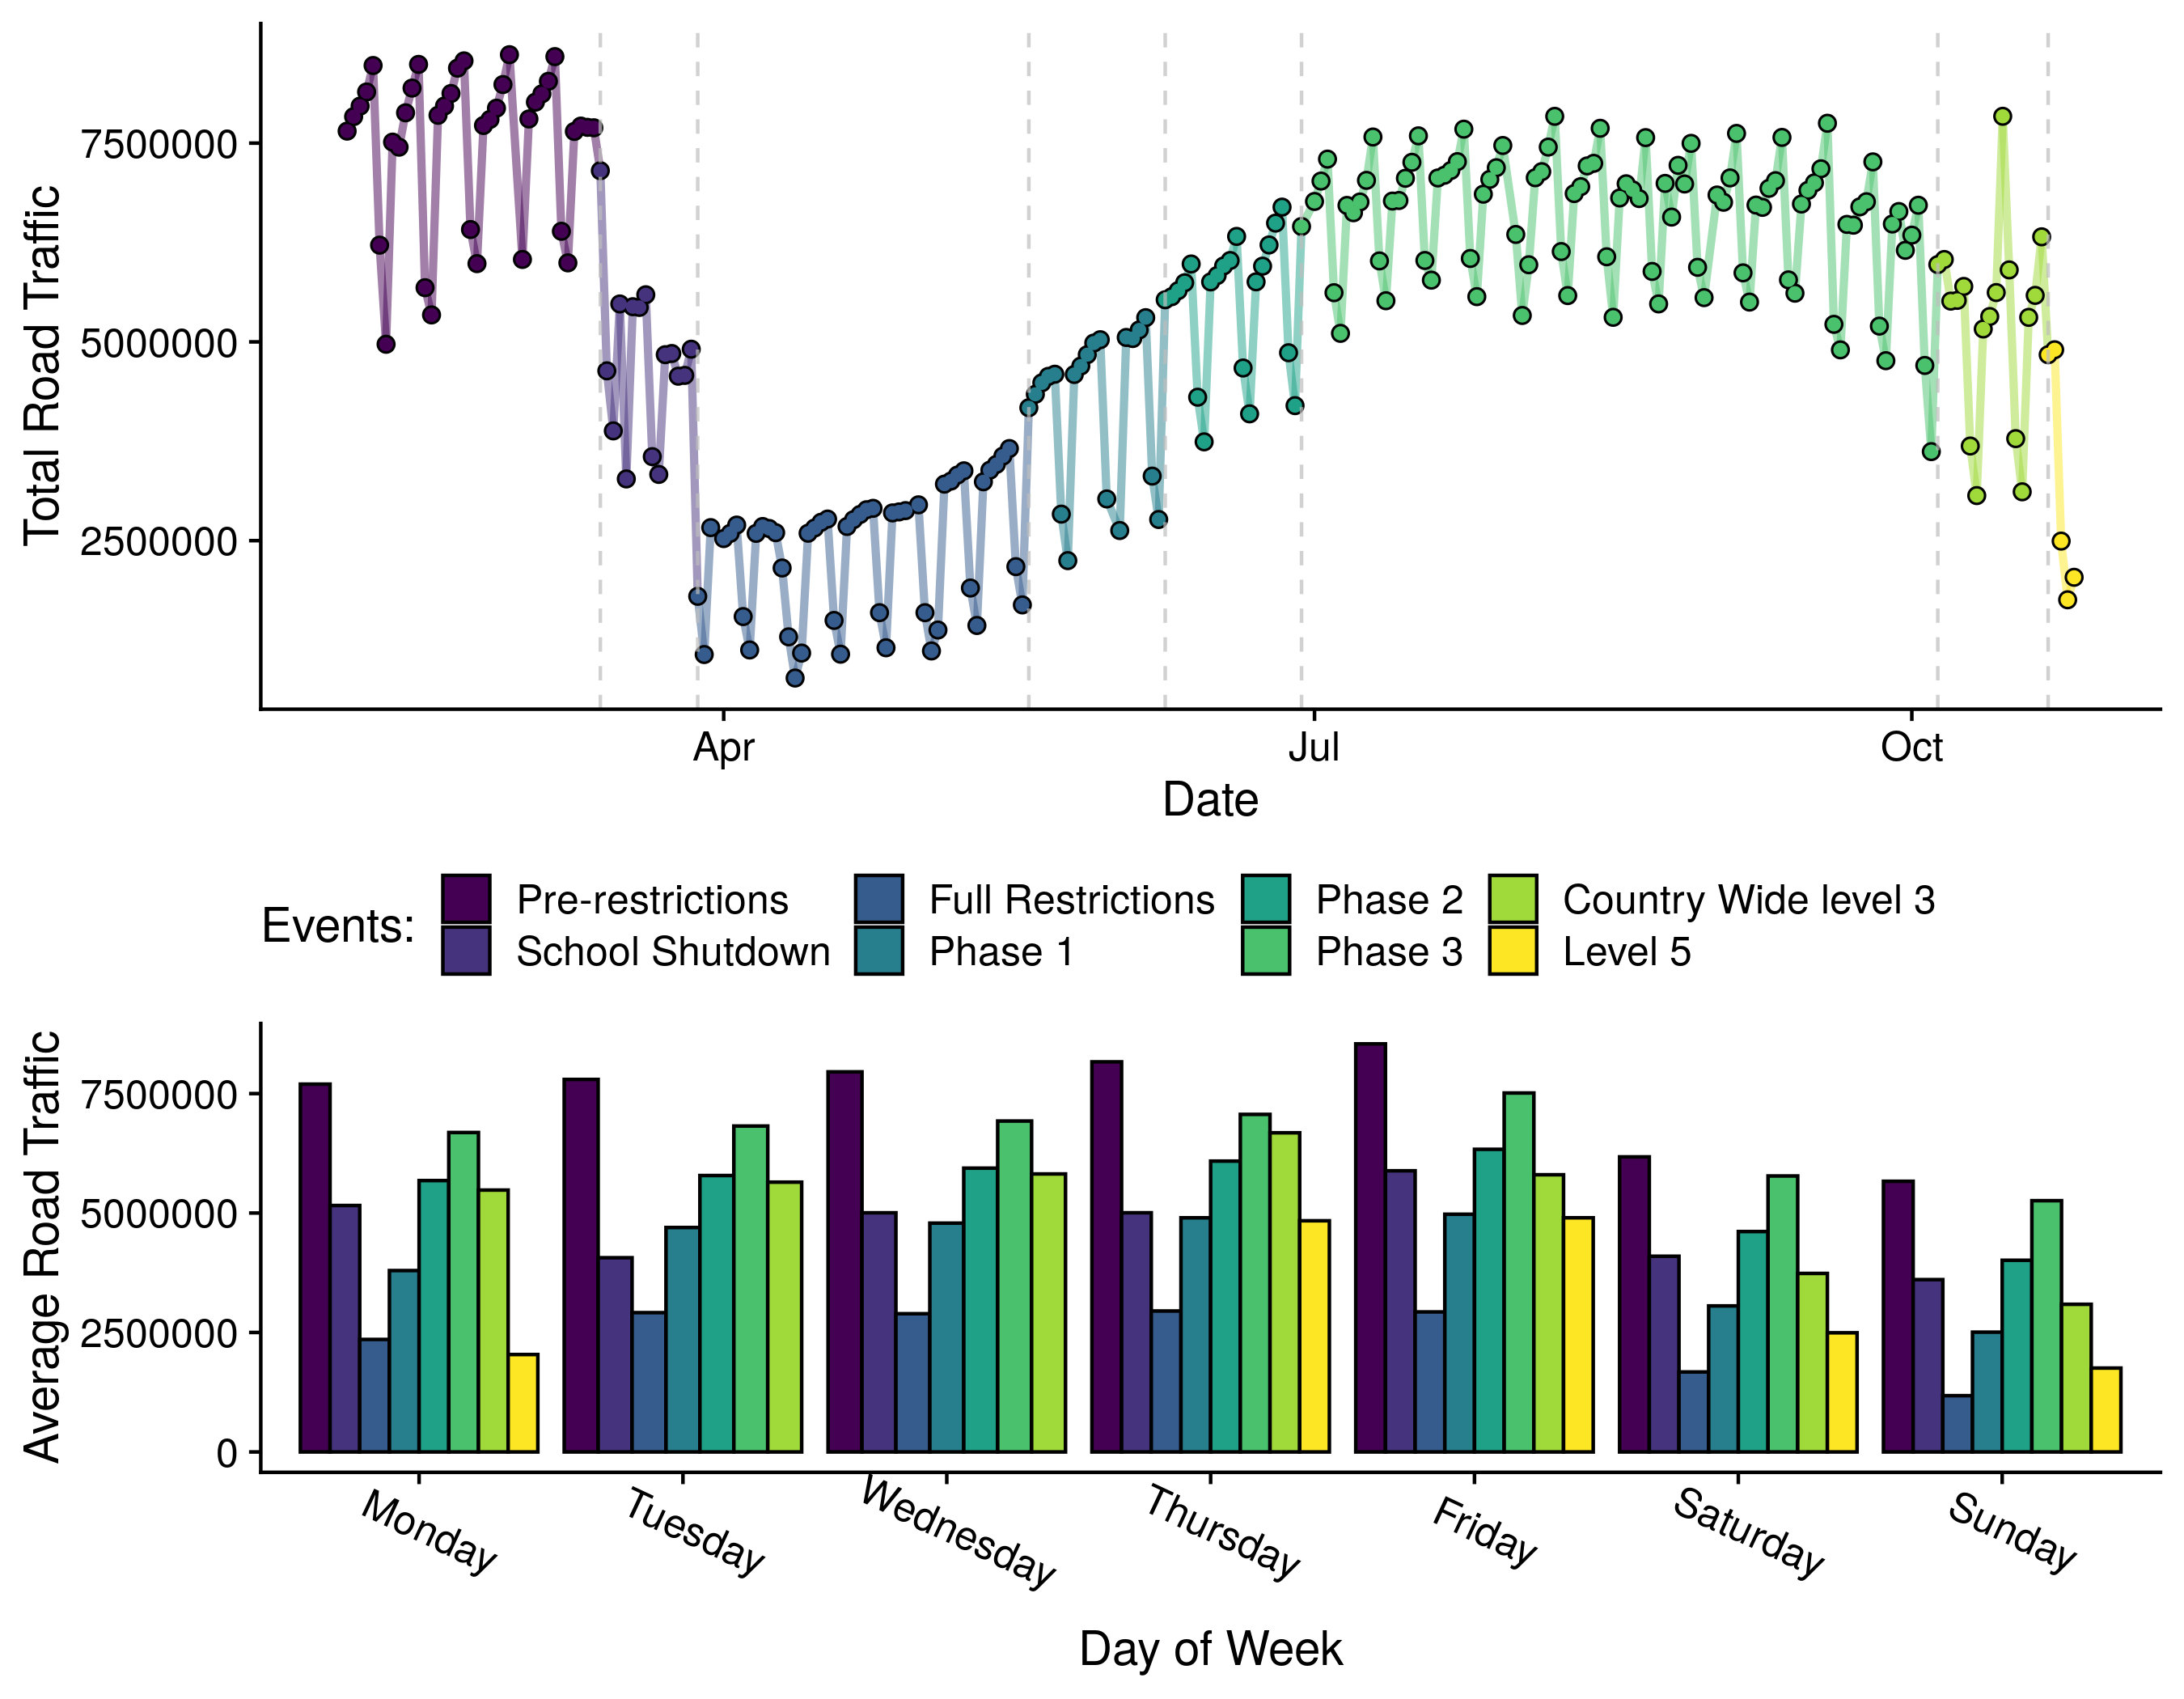 Total Road Traffic
7500000
5000000
2500000
Apr Jul Oct
Date
Events:
Pre-restrictions Full Restrictions Phase 2 Country Wide level 3
School Shutdown Phase 1 Phase 3 Level 5
Average Road Traffic
7500000
5000000
2500000
0
Monday Tuesday Wednesday Thursday Friday Saturday Sunday
Day of Week